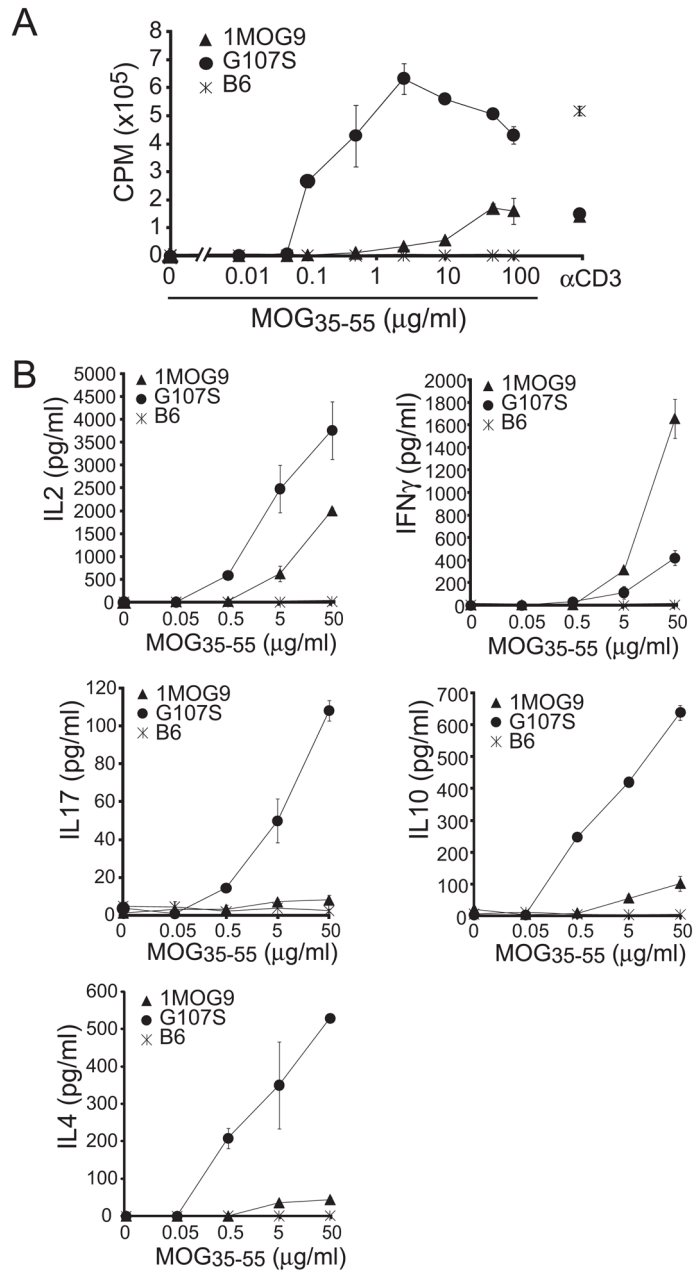 A
8
7
6
5
4
3
2
1
0
CPM (x10⁵)
1MOG9
G107S
B6
0 0.01 0.1 1 10 100 αCD3
MOG35-55 (µg/ml)
B
5000
4500
4000
3500
3000
2500
2000
1500
1000
500
0
IL2 (pg/ml)
1MOG9
G107S
B6
0 0.05 0.5 5 50
MOG35-55 (µg/ml)
2000
1800
1600
1400
1200
1000
800
600
400
200
0
IFNγ (pg/ml)
1MOG9
G107S
B6
0 0.05 0.5 5 50
MOG35-55 (µg/ml)
120
100
80
60
40
20
0
IL17 (pg/ml)
1MOG9
G107S
B6
0 0.05 0.5 5 50
MOG35-55 (µg/ml)
700
600
500
400
300
200
100
0
IL10 (pg/ml)
1MOG9
G107S
B6
0 0.05 0.5 5 50
MOG35-55 (µg/ml)
600
500
400
300
200
100
0
IL4 (pg/ml)
1MOG9
G107S
B6
0 0.05 0.5 5 50
MOG35-55 (µg/ml)